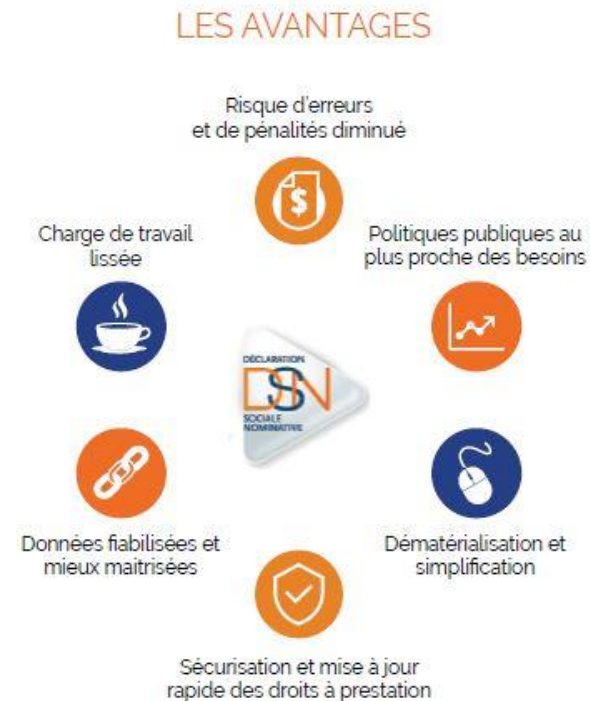 LES AVANTAGES
Risque d'erreurs
et de pénalités diminué
$
Charge de travail
lissée
Politiques publiques au
plus proche des besoins
DÉCLARATION
DSN
SOCIALE
NOMINATIVE
Données fiabilisées et
mieux maitrisées
Dématérialisation et
simplification
Sécurisation et mise à jour
rapide des droits à prestation